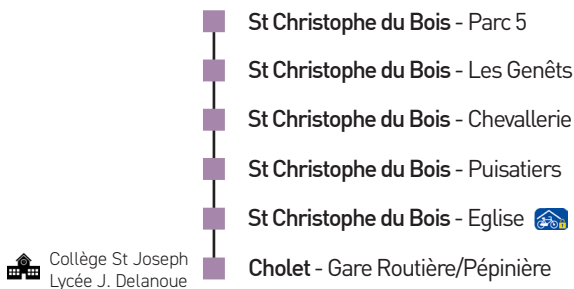 St Christophe du Bois - Parc 5
St Christophe du Bois - Les Genêts
St Christophe du Bois - Chevallerie
St Christophe du Bois - Puisatiers
St Christophe du Bois - Eglise
Collège St Joseph
Lycée J. Delanoue
Cholet - Gare Routière/Pépinière